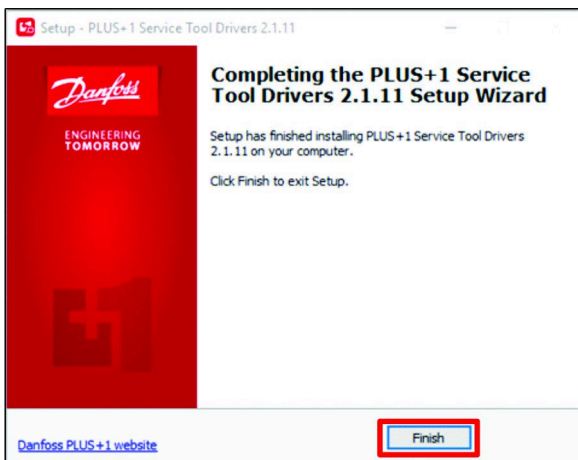 Setup - PLUS+1 Service Tool Drivers 2.1.11
Danfoss
ENGINEERING
TOMORROW
Completing the PLUS+1 Service
Tool Drivers 2.1.11 Setup Wizard
Setup has finished installing PLUS+1 Service Tool Drivers
2.1.11 on your computer.
Click Finish to exit Setup.
Danfoss PLUS+1 website
Finish